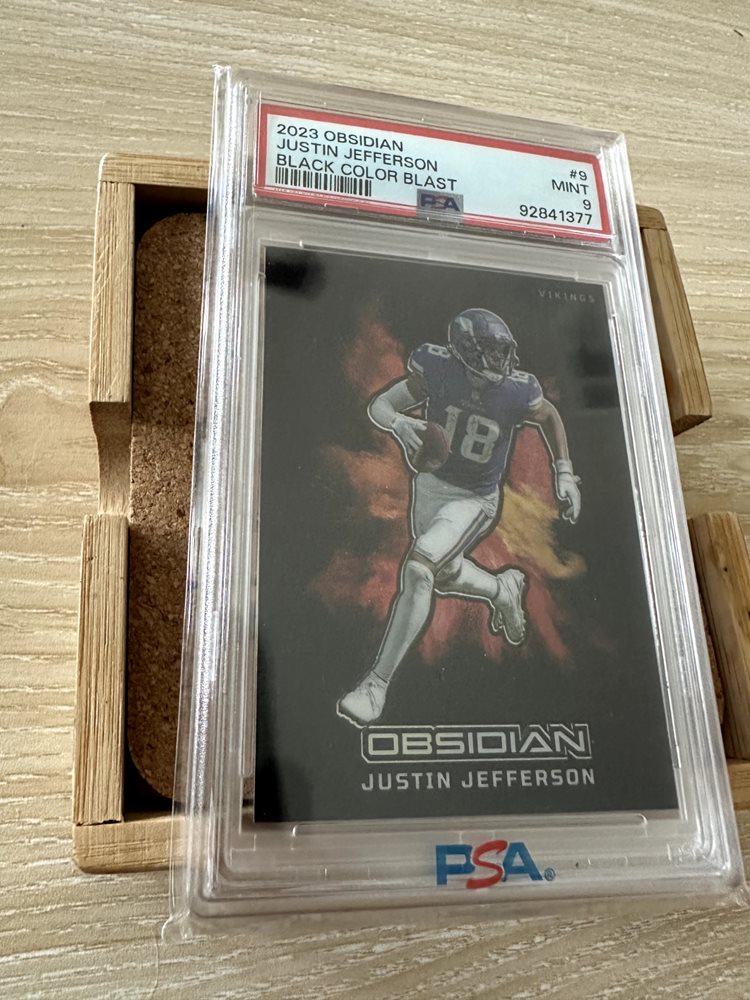 2023 OBSIDIAN #9
JUSTIN JEFFERSON MINT
BLACK COLOR BLAST 9
PSA 92841377
VIKINGS
18
OBSIDIAN
JUSTIN JEFFERSON
PSA®